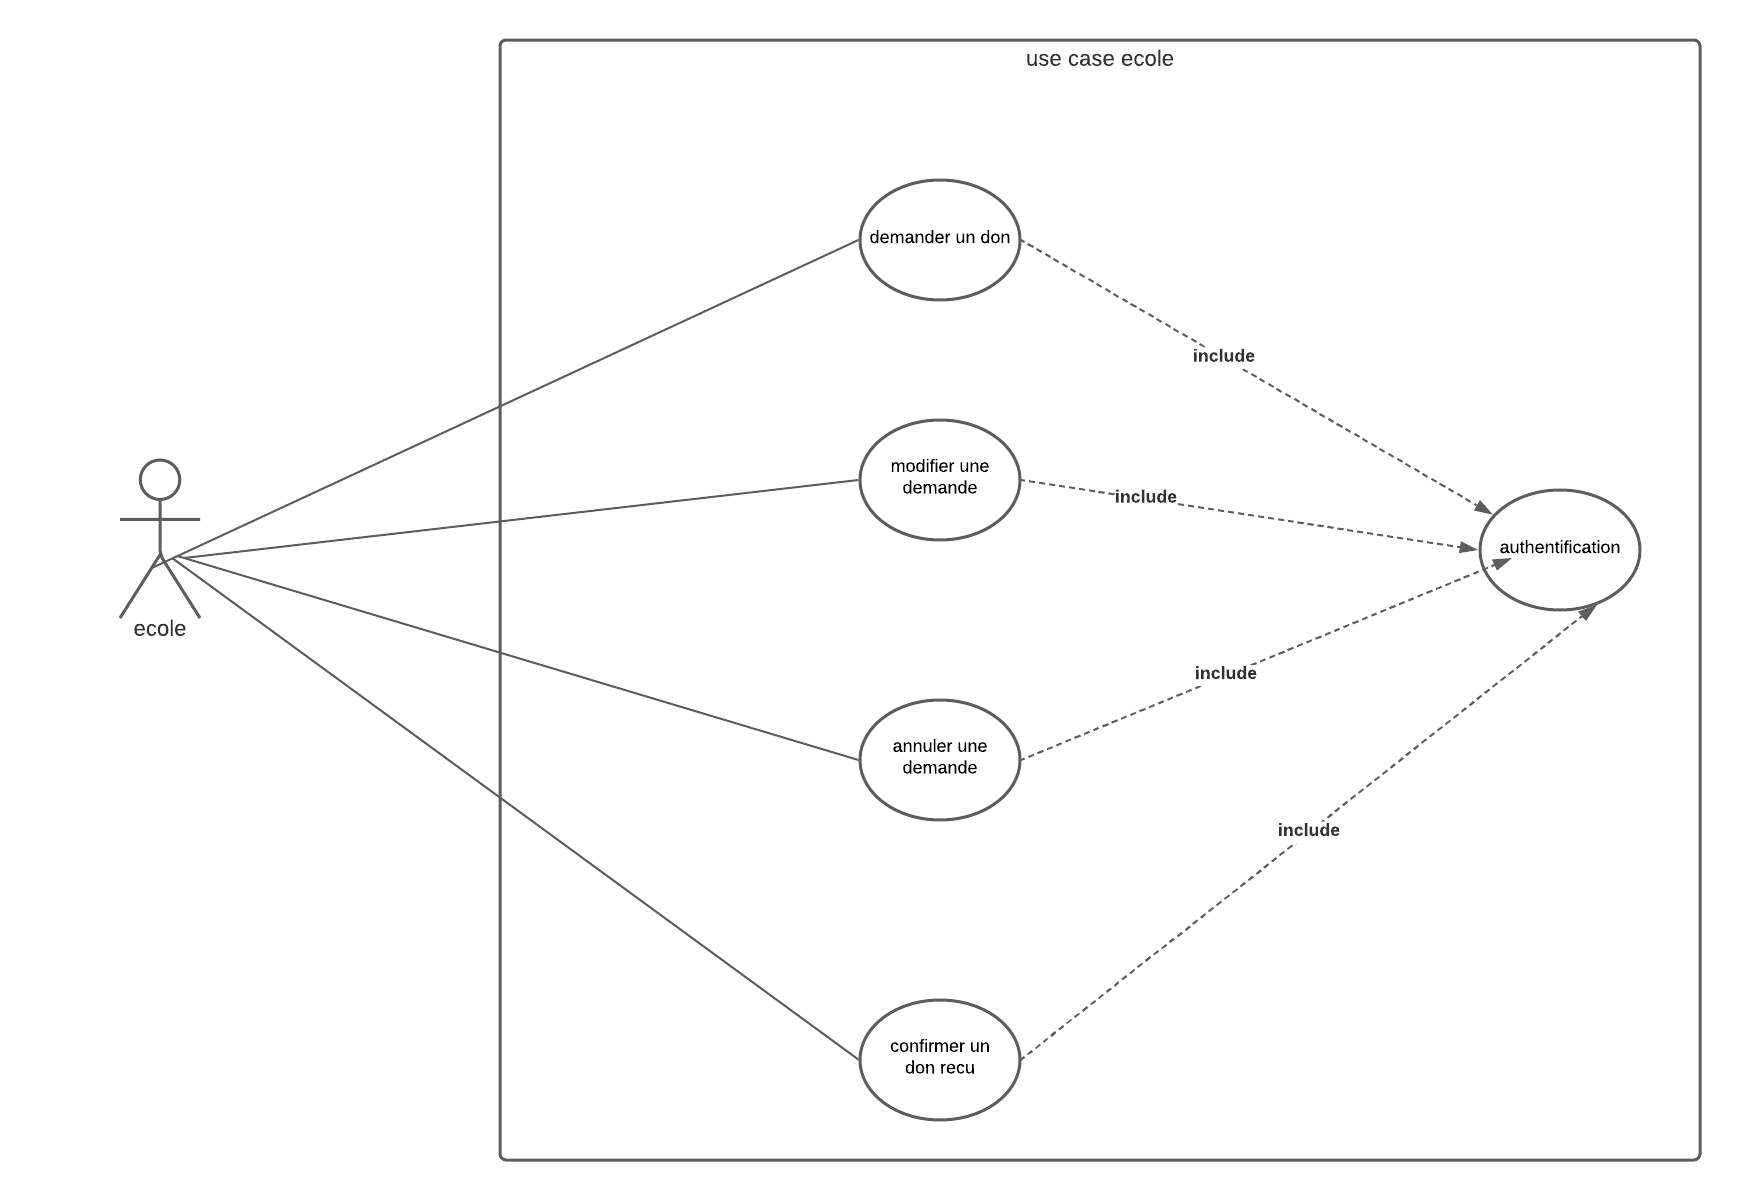 use case ecole
demander un don
include
modifier une
demande
include
authentification
ecole
include
annuler une
demande
include
confirmer un
don recu